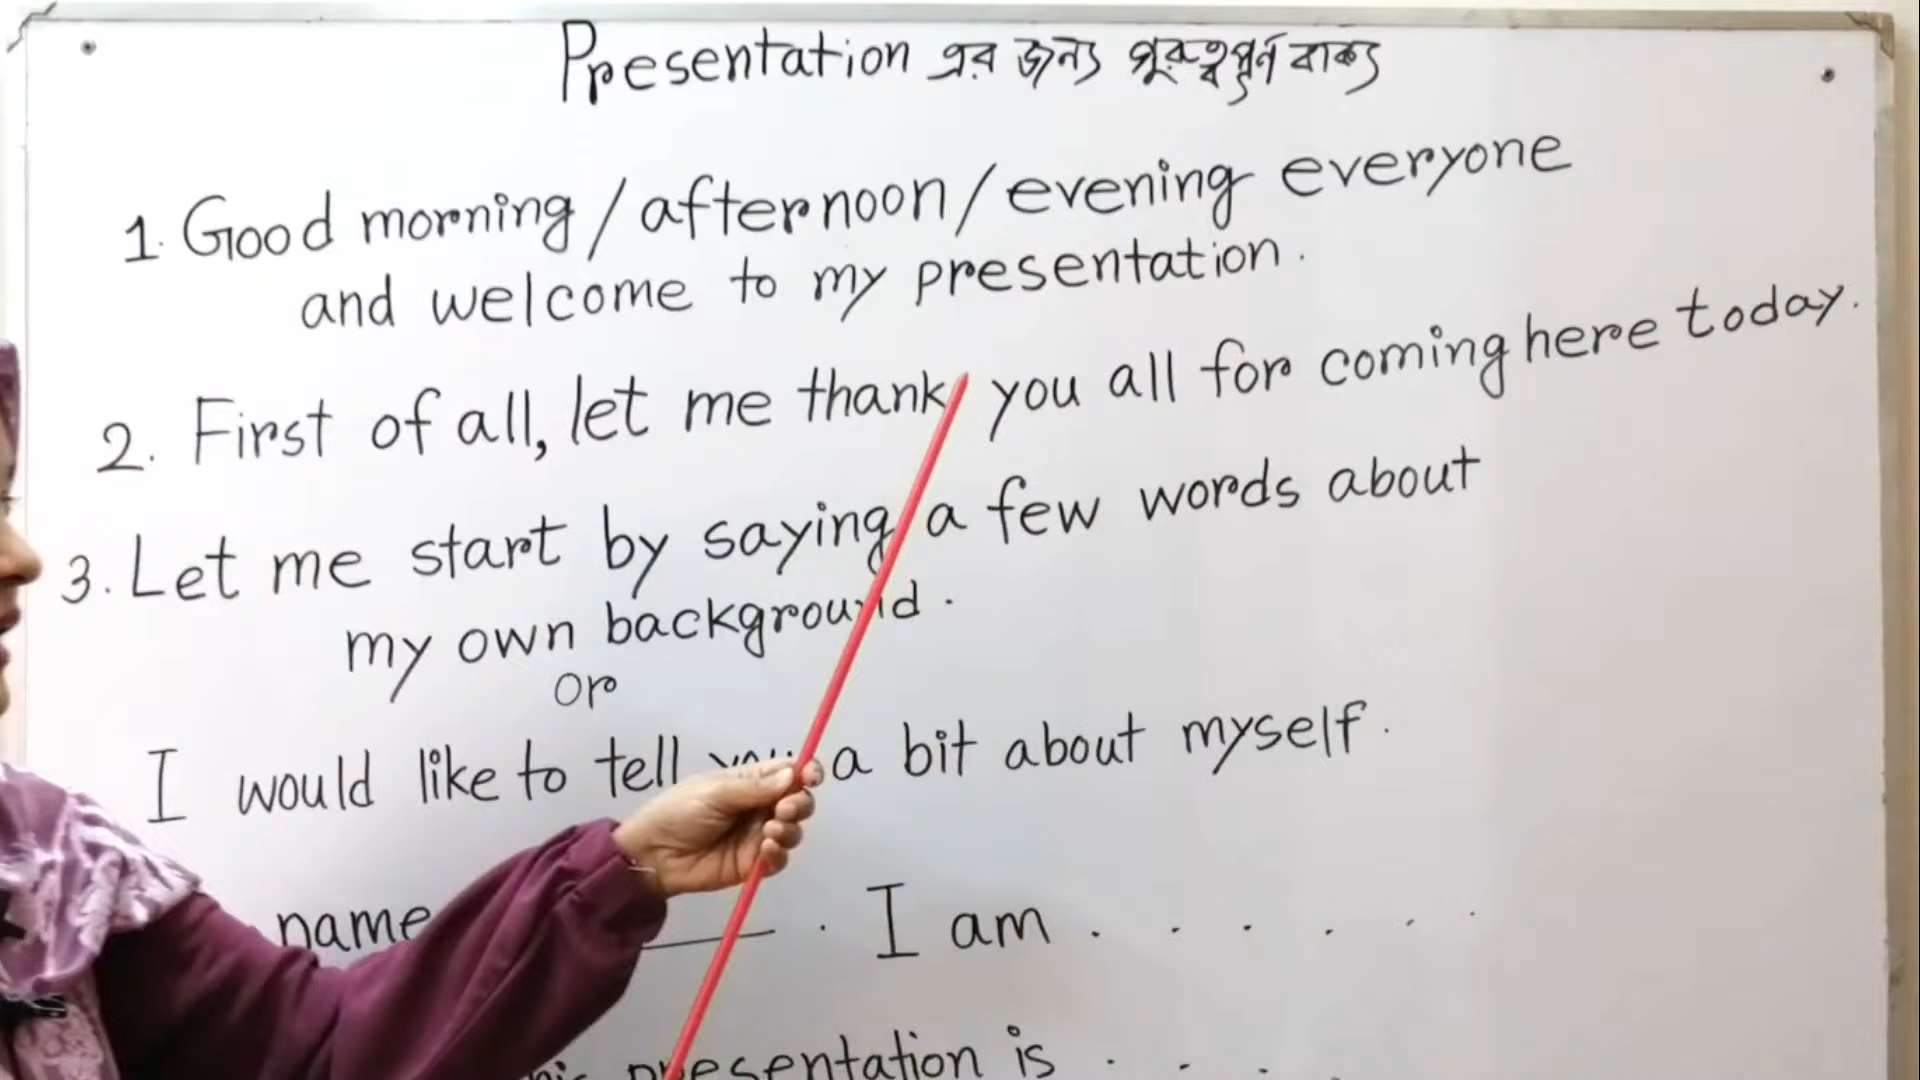 Presentation এর জন্য গুরুত্বপূর্ন বাক্য
1. Good morning / afternoon / evening everyone
and welcome to my presentation.
2. First of all, let me thank you all for coming here today.
3. Let me start by saying a few words about
my own background.
or
I would like to tell you a bit about myself.
name ____. I am . . . . . .
presentation is . . . .